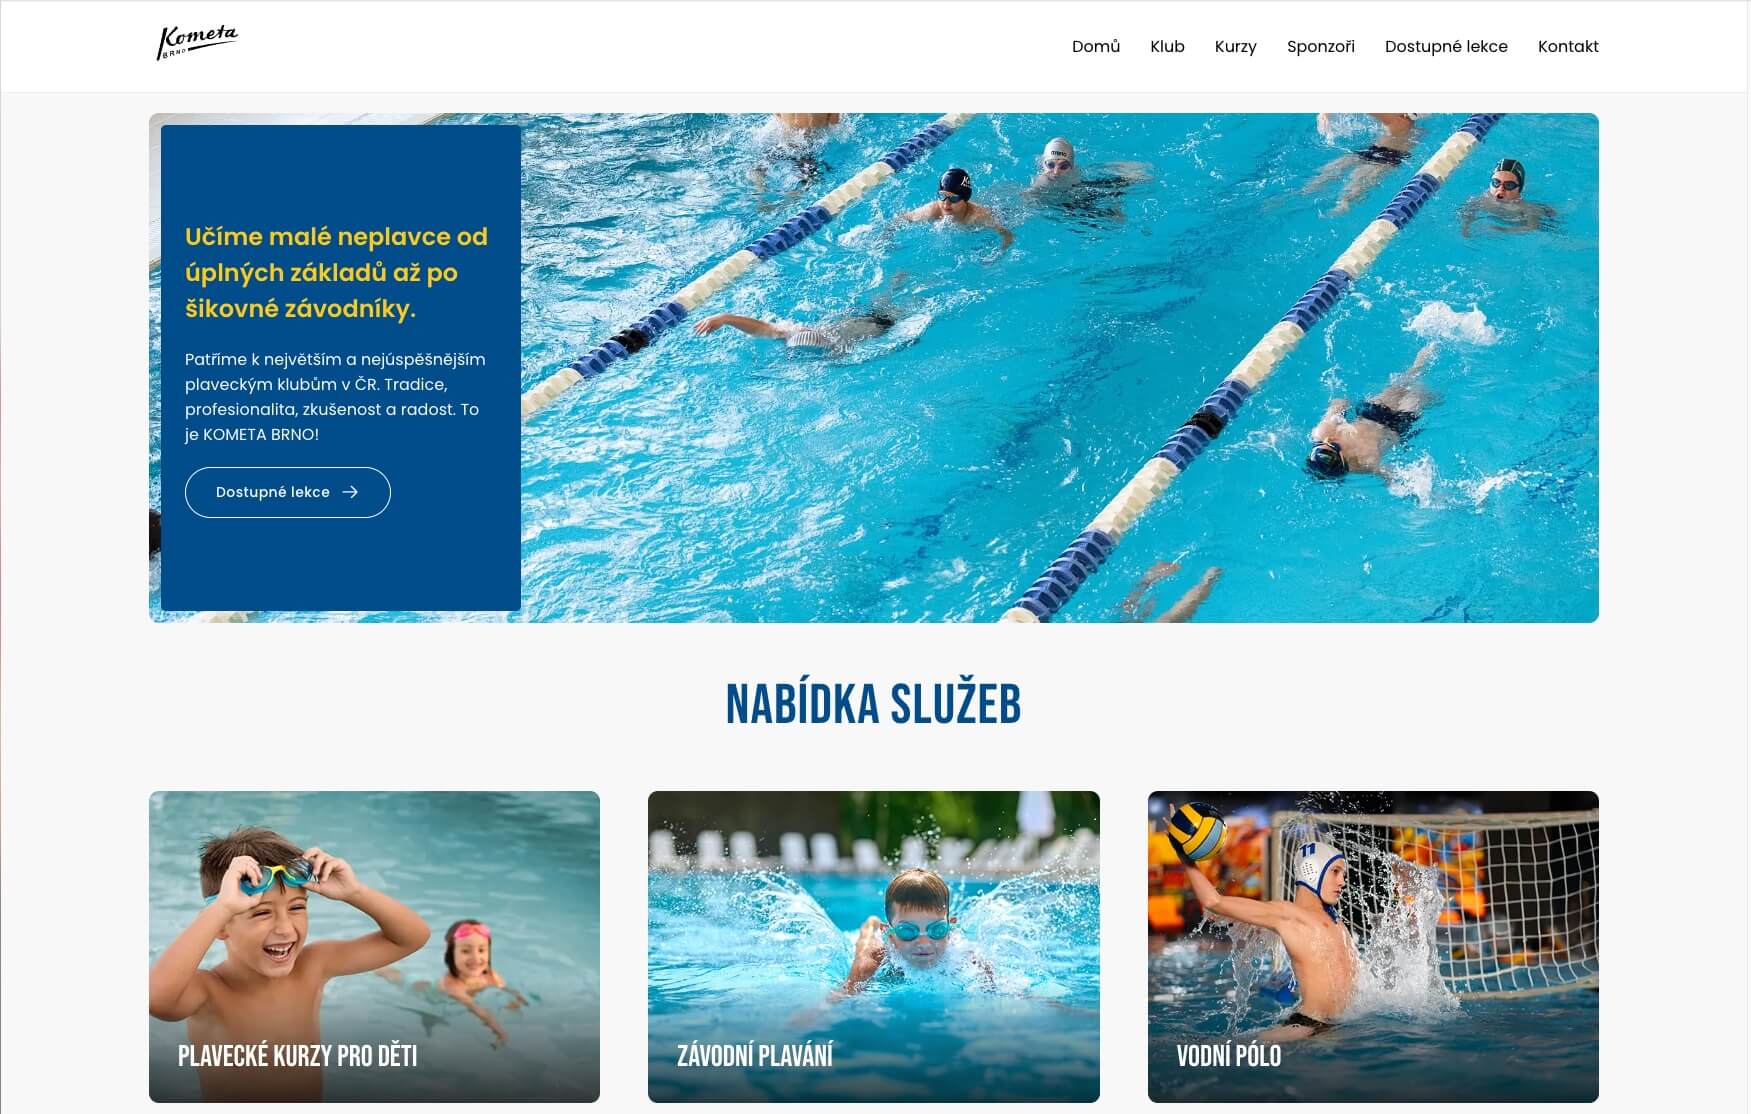 Kometa
BRNO
Domů Klub Kurzy Sponzoři Dostupné lekce Kontakt
Učíme malé neplavce od
úplných základů až po
šikovné závodníky.
Patříme k největším a nejúspěšnějším
plaveckým klubům v ČR. Tradice,
profesionalita, zkušenost a radost. To
je KOMETA BRNO!
Dostupné lekce
NABÍDKA SLUŽEB
11
PLAVECKÉ KURZY PRO DĚTI
ZÁVODNÍ PLAVÁNÍ
VODNÍ PÓLO